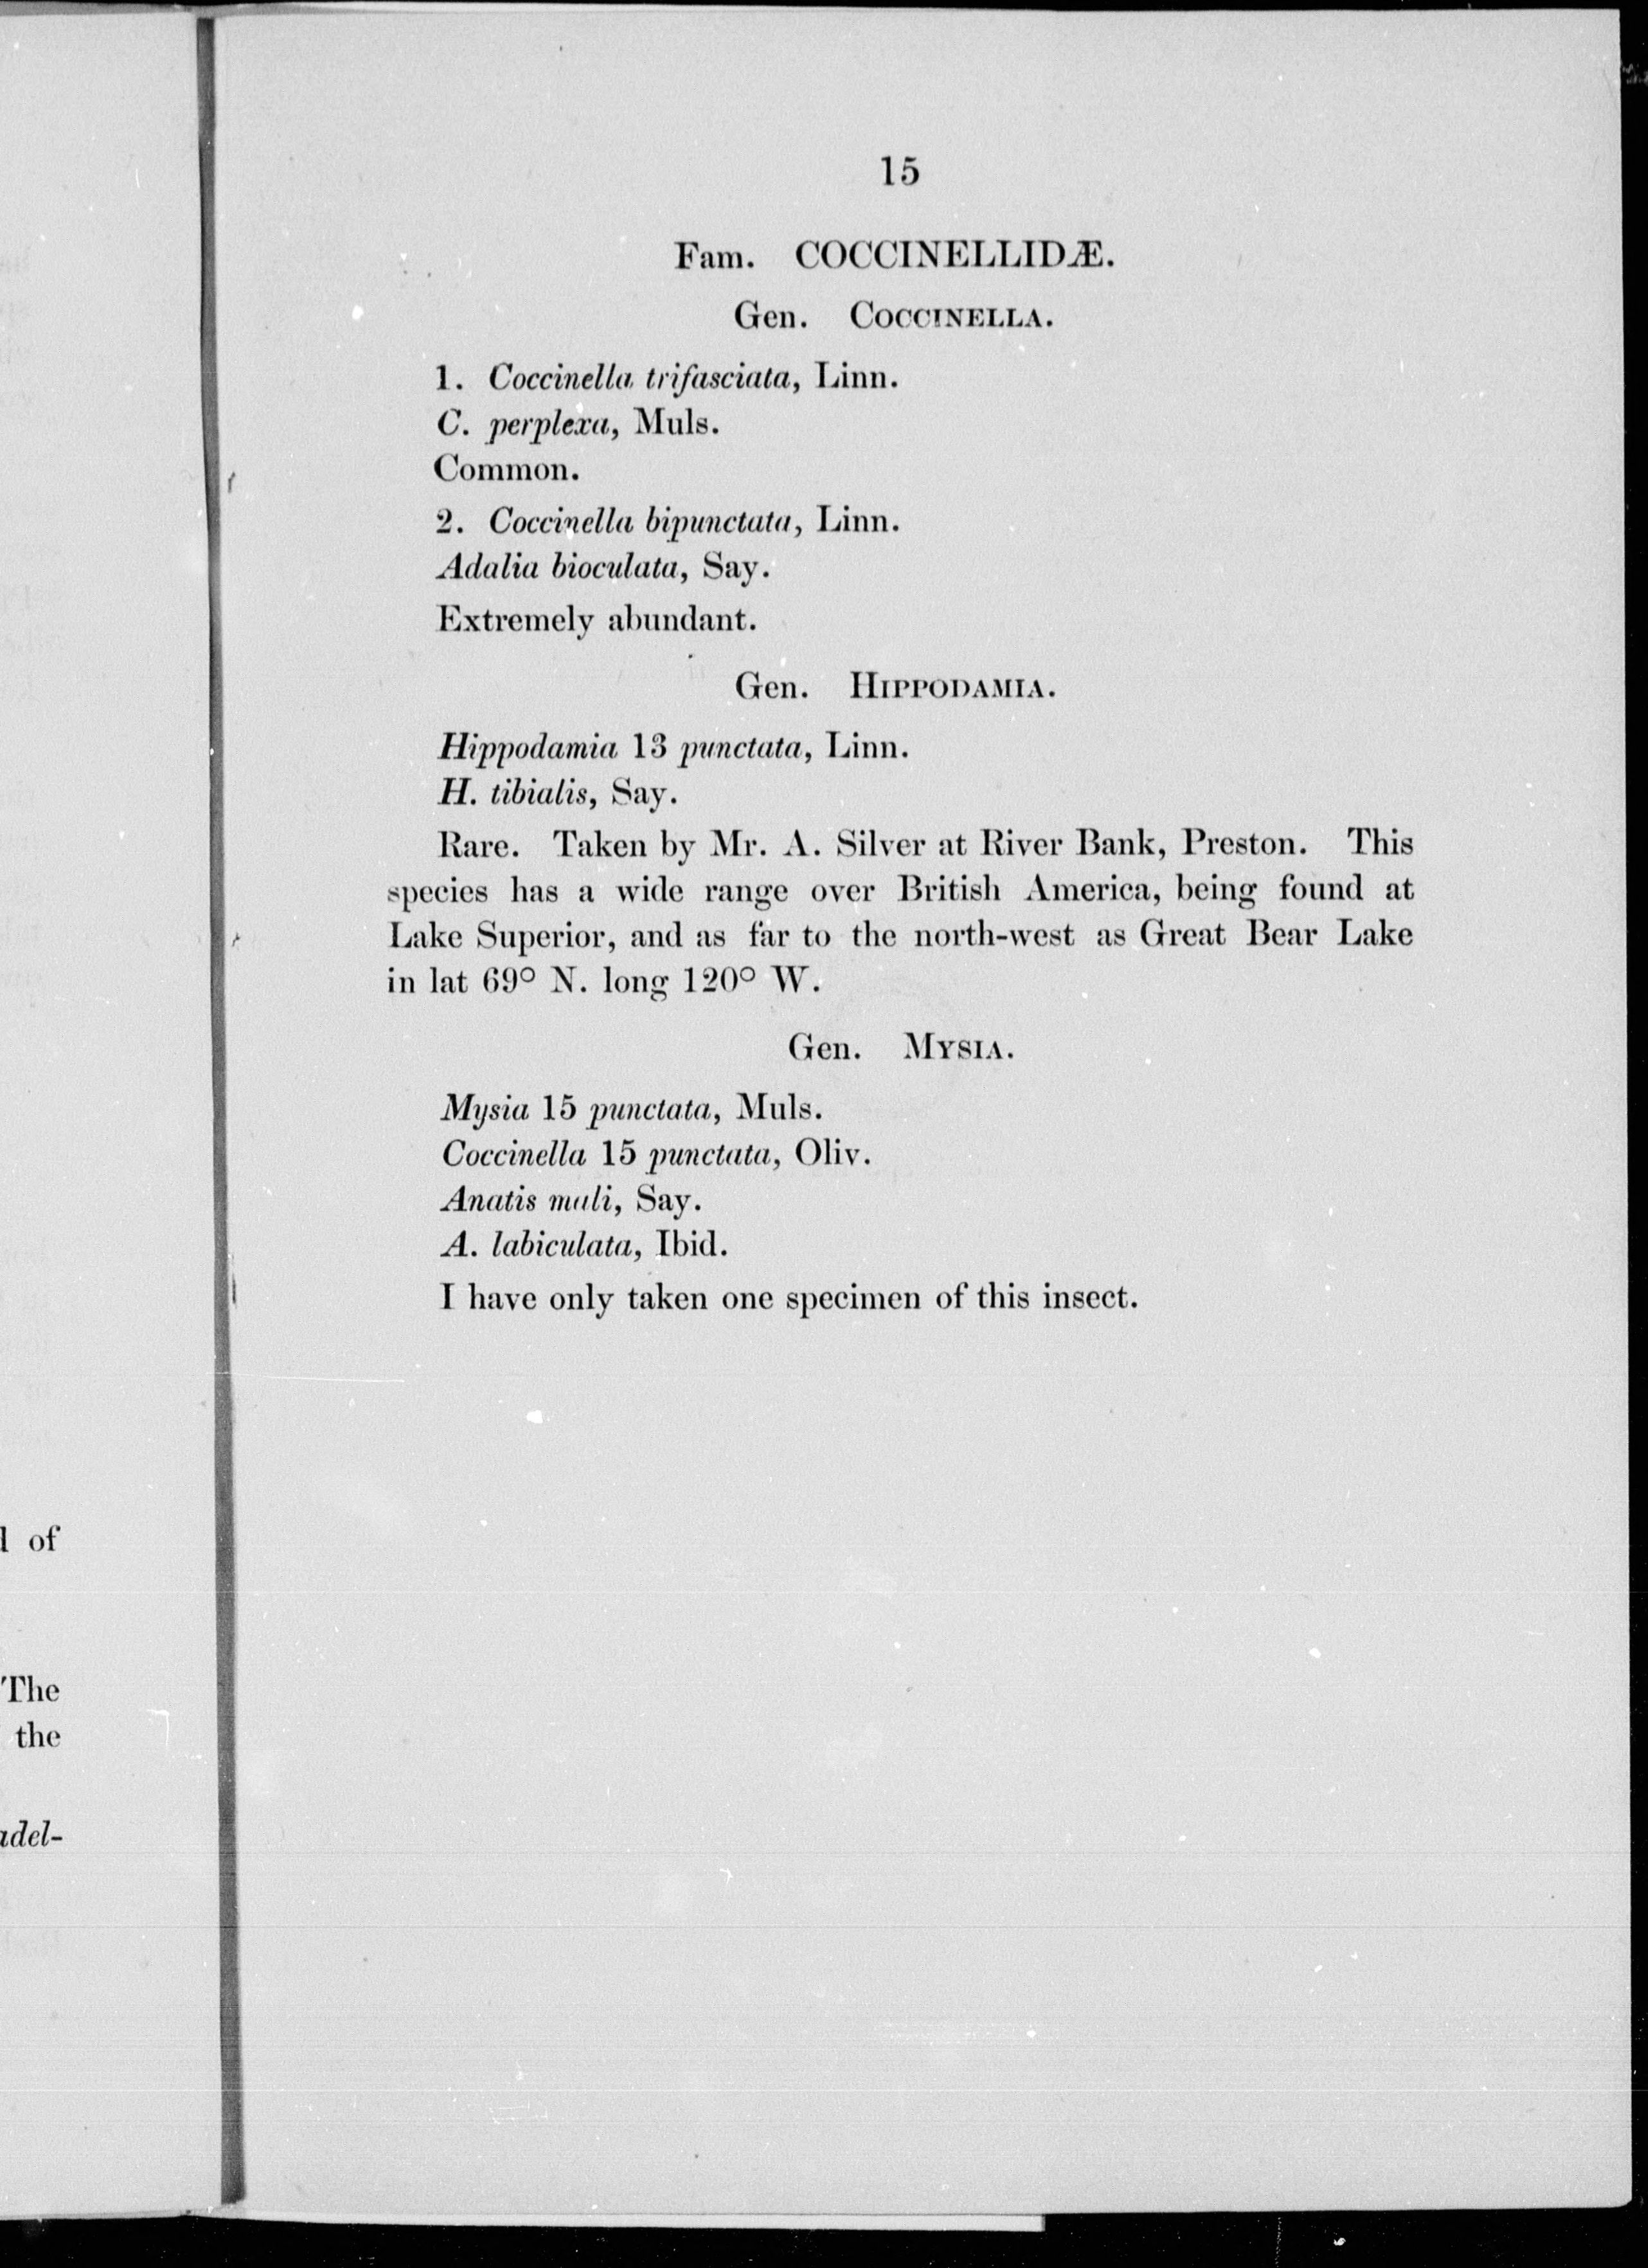 l of
The
the
adel-
15
Fam. COCCINELLIDÆ.
Gen. COCCINELLA.
1. Coccinella trifasciata, Linn.
C. perplexa, Muls.
Common.
2. Coccinella bipunctata, Linn.
Adalia bioculata, Say.
Extremely abundant.
Gen. HIPPODAMIA.
Hippodamia 13 punctata, Linn.
H. tibialis, Say.
Rare. Taken by Mr. A. Silver at River Bank, Preston. This
species has a wide range over British America, being found at
Lake Superior, and as far to the north-west as Great Bear Lake
in lat 69° N. long 120° W.
Gen. MYSIA.
Mysia 15 punctata, Muls.
Coccinella 15 punctata, Oliv.
Anatis mali, Say.
A. labiculata, Ibid.
I have only taken one specimen of this insect.